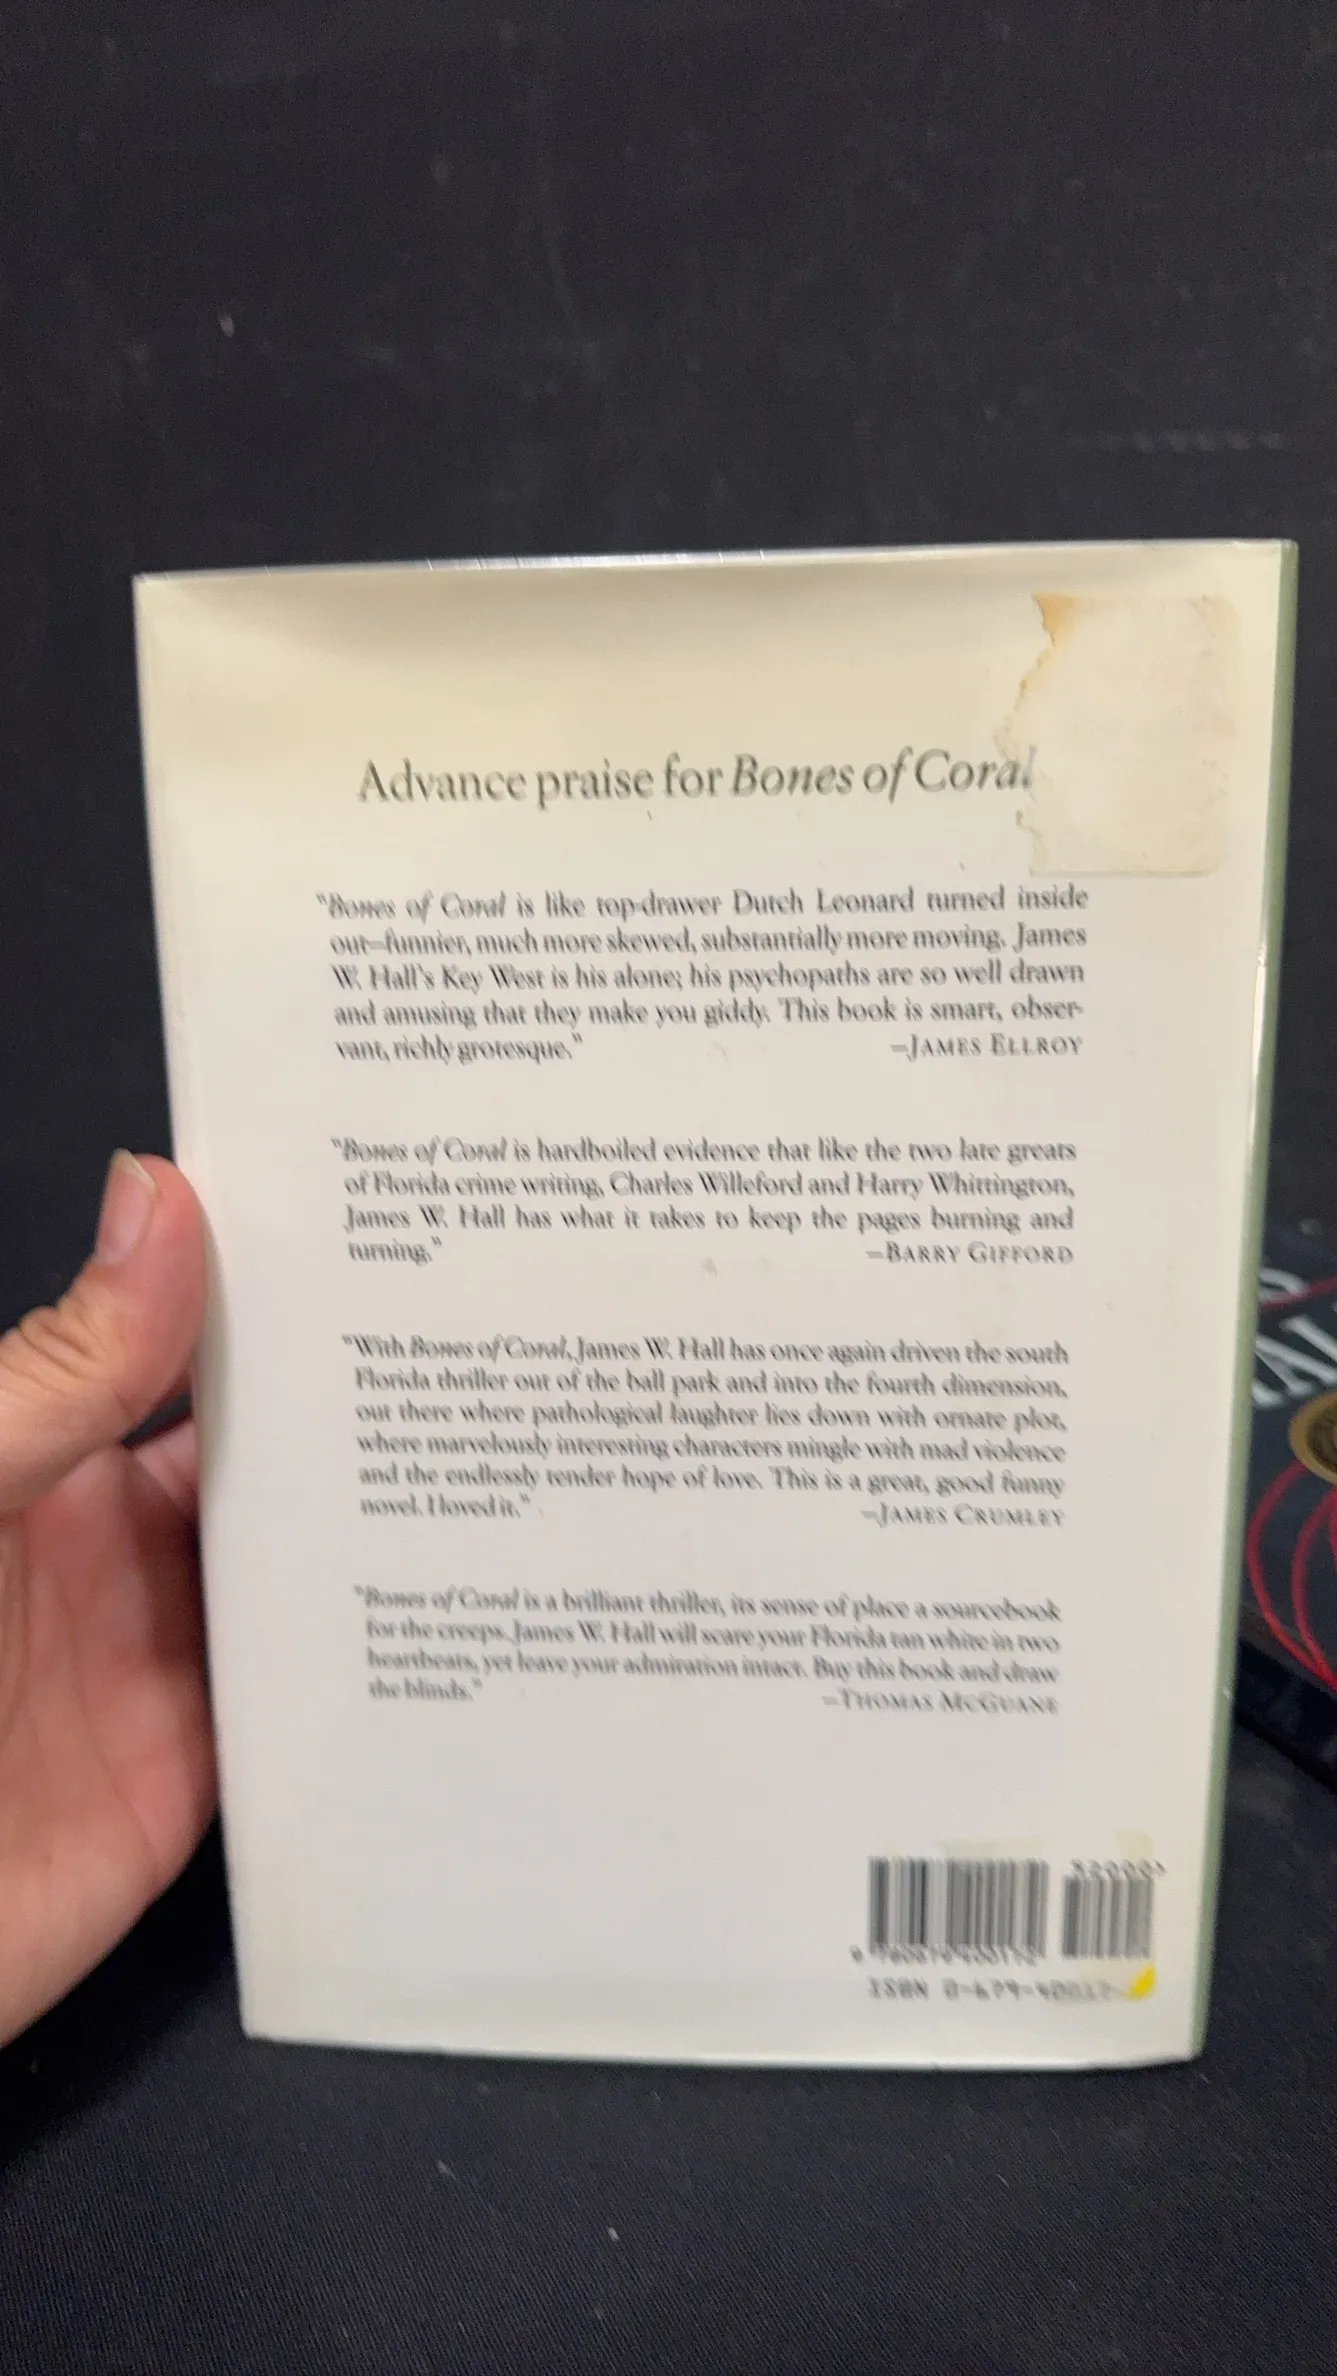 Advance praise for Bones of Coral
"Bones of Coral is like top-drawer Dutch Leonard turned inside
out—funnier, much more skewed, substantially more moving. James
W. Hall's Key West is his alone; his psychopaths are so well drawn
and amusing that they make you giddy. This book is smart, obser-
vant, richly grotesque." —JAMES ELLROY
"Bones of Coral is hardboiled evidence that like the two late greats
of Florida crime writing, Charles Willeford and Harry Whittington,
James W. Hall has what it takes to keep the pages burning and
turning." —BARRY GIFFORD
"With Bones of Coral, James W. Hall has once again driven the south
Florida thriller out of the ball park and into the fourth dimension,
out there where pathological laughter lies down with ornate plot,
where marvelously interesting characters mingle with mad violence
and the endlessly tender hope of love. This is a great, good funny
novel. I loved it." —JAMES CRUMLEY
"Bones of Coral is a brilliant thriller, its sense of place a sourcebook
for the creeps. James W. Hall will scare your Florida tan white in two
heartbeats, yet leave your admiration intact. Buy this book and draw
the blinds." —THOMAS MCGUANE
ISBN 0-679-40017-